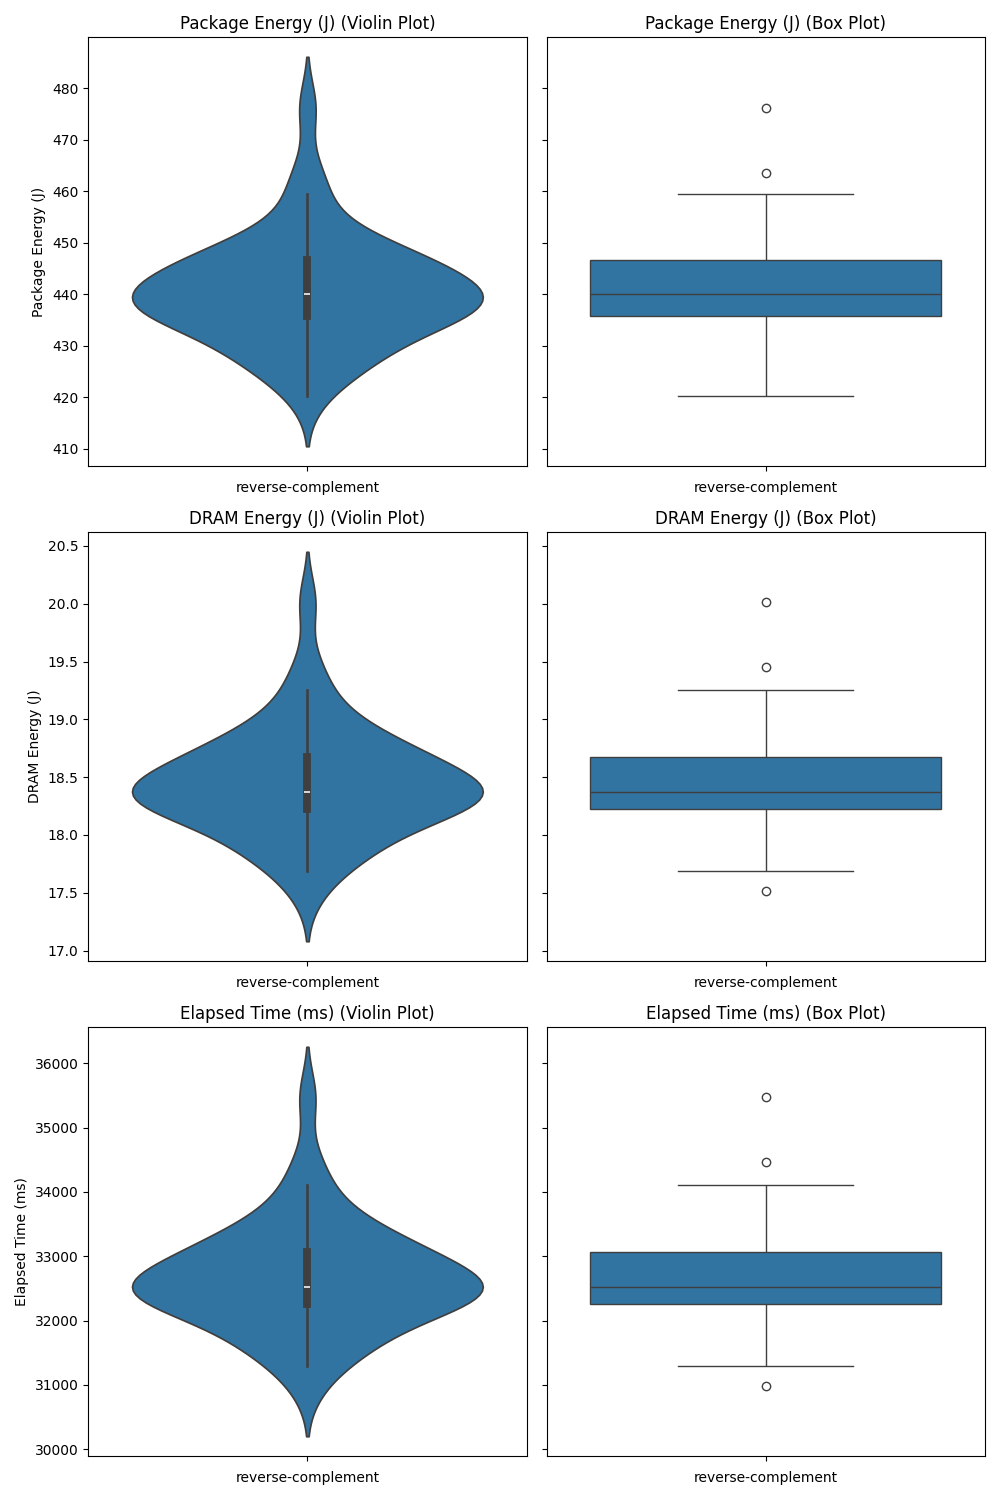 Package Energy (J) (Violin Plot)
Package Energy (J) (Box Plot)
480
470
460
450
440
430
420
410
Package Energy (J)
reverse-complement
reverse-complement
DRAM Energy (J) (Violin Plot)
DRAM Energy (J) (Box Plot)
20.5
20.0
19.5
19.0
18.5
18.0
17.5
17.0
DRAM Energy (J)
reverse-complement
reverse-complement
Elapsed Time (ms) (Violin Plot)
Elapsed Time (ms) (Box Plot)
36000
35000
34000
33000
32000
31000
30000
Elapsed Time (ms)
reverse-complement
reverse-complement